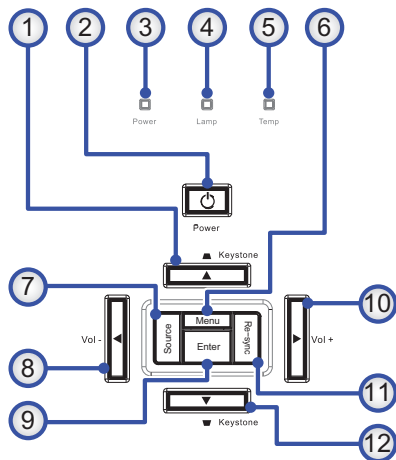 1 2 3 4 5 6
Power Lamp Temp
Power
Keystone
7
10
Menu
Source
Re-sync
Vol -
Enter
Vol +
8
11
9
Keystone
12